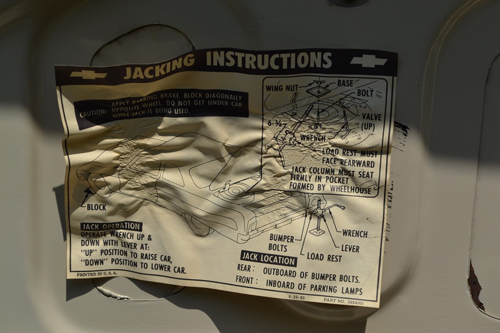 JACKING INSTRUCTIONS
CAUTION: APPLY PARKING BRAKE, BLOCK DIAGONALLY
OPPOSITE WHEEL. DO NOT GET UNDER CAR
WHILE JACK IS BEING USED.
WING NUT
BASE
BOLT
VALVE
(UP)
WRENCH
LOAD REST MUST
FACE REARWARD
JACK COLUMN MUST SEAT
FIRMLY IN POCKET
FORMED BY WHEELHOUSE
BLOCK
JACK OPERATION
OPERATE WRENCH UP &
DOWN WITH LEVER AT:
"UP" POSITION TO RAISE CAR,
"DOWN" POSITION TO LOWER CAR.
BUMPER
BOLTS
WRENCH
LEVER
LOAD REST
JACK LOCATION
REAR: OUTBOARD OF BUMPER BOLTS.
FRONT: INBOARD OF PARKING LAMPS
PRINTED IN U.S.A.
PART NO.